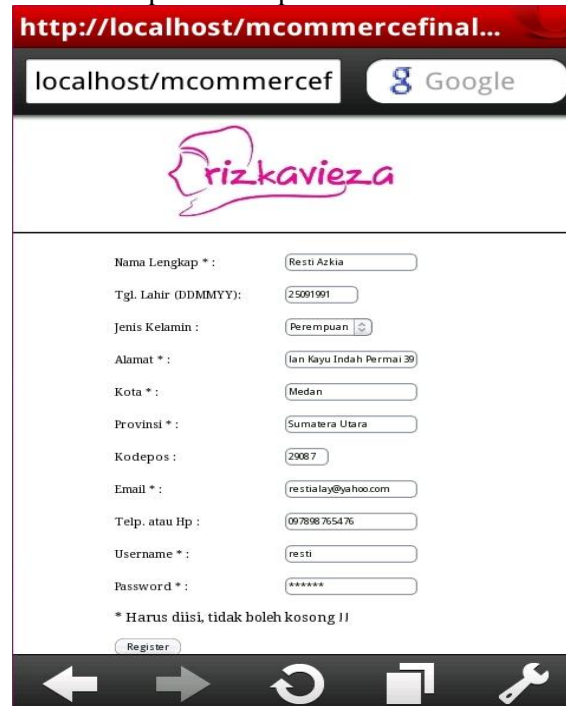 http://localhost/mcommercefinal...
localhost/mcommercef
g Google
rizkavieza
Nama Lengkap * : Resti Azkia
Tgl. Lahir (DDMMYY): 25091991
Jenis Kelamin : Perempuan
Alamat * : lan Kayu Indah Permai 39
Kota * : Medan
Provinsi * : Sumatera Utara
Kodepos : 29087
Email * : restialay@yahoo.com
Telp. atau Hp : 097898765476
Username * : resti
Password * : ******
* Harus diisi, tidak boleh kosong !!
Register